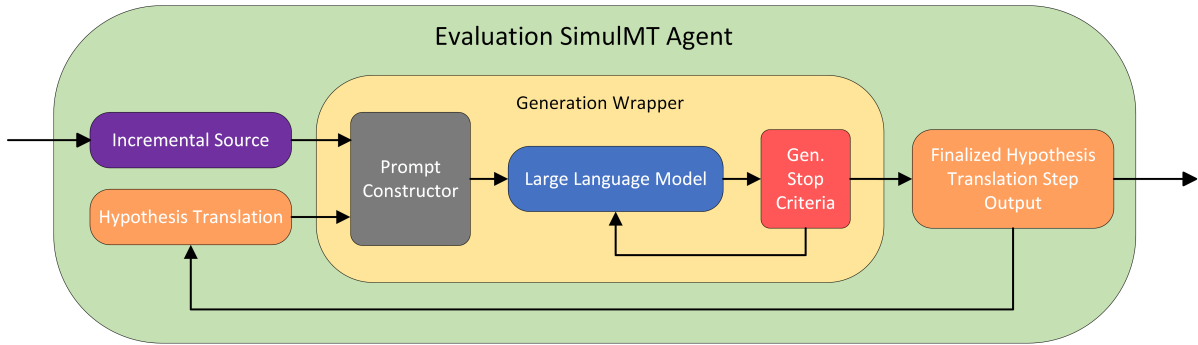 Evaluation SimulMT Agent
Generation Wrapper
Incremental Source
Hypothesis Translation
Prompt
Constructor
Large Language Model
Gen.
Stop
Criteria
Finalized Hypothesis
Translation Step
Output